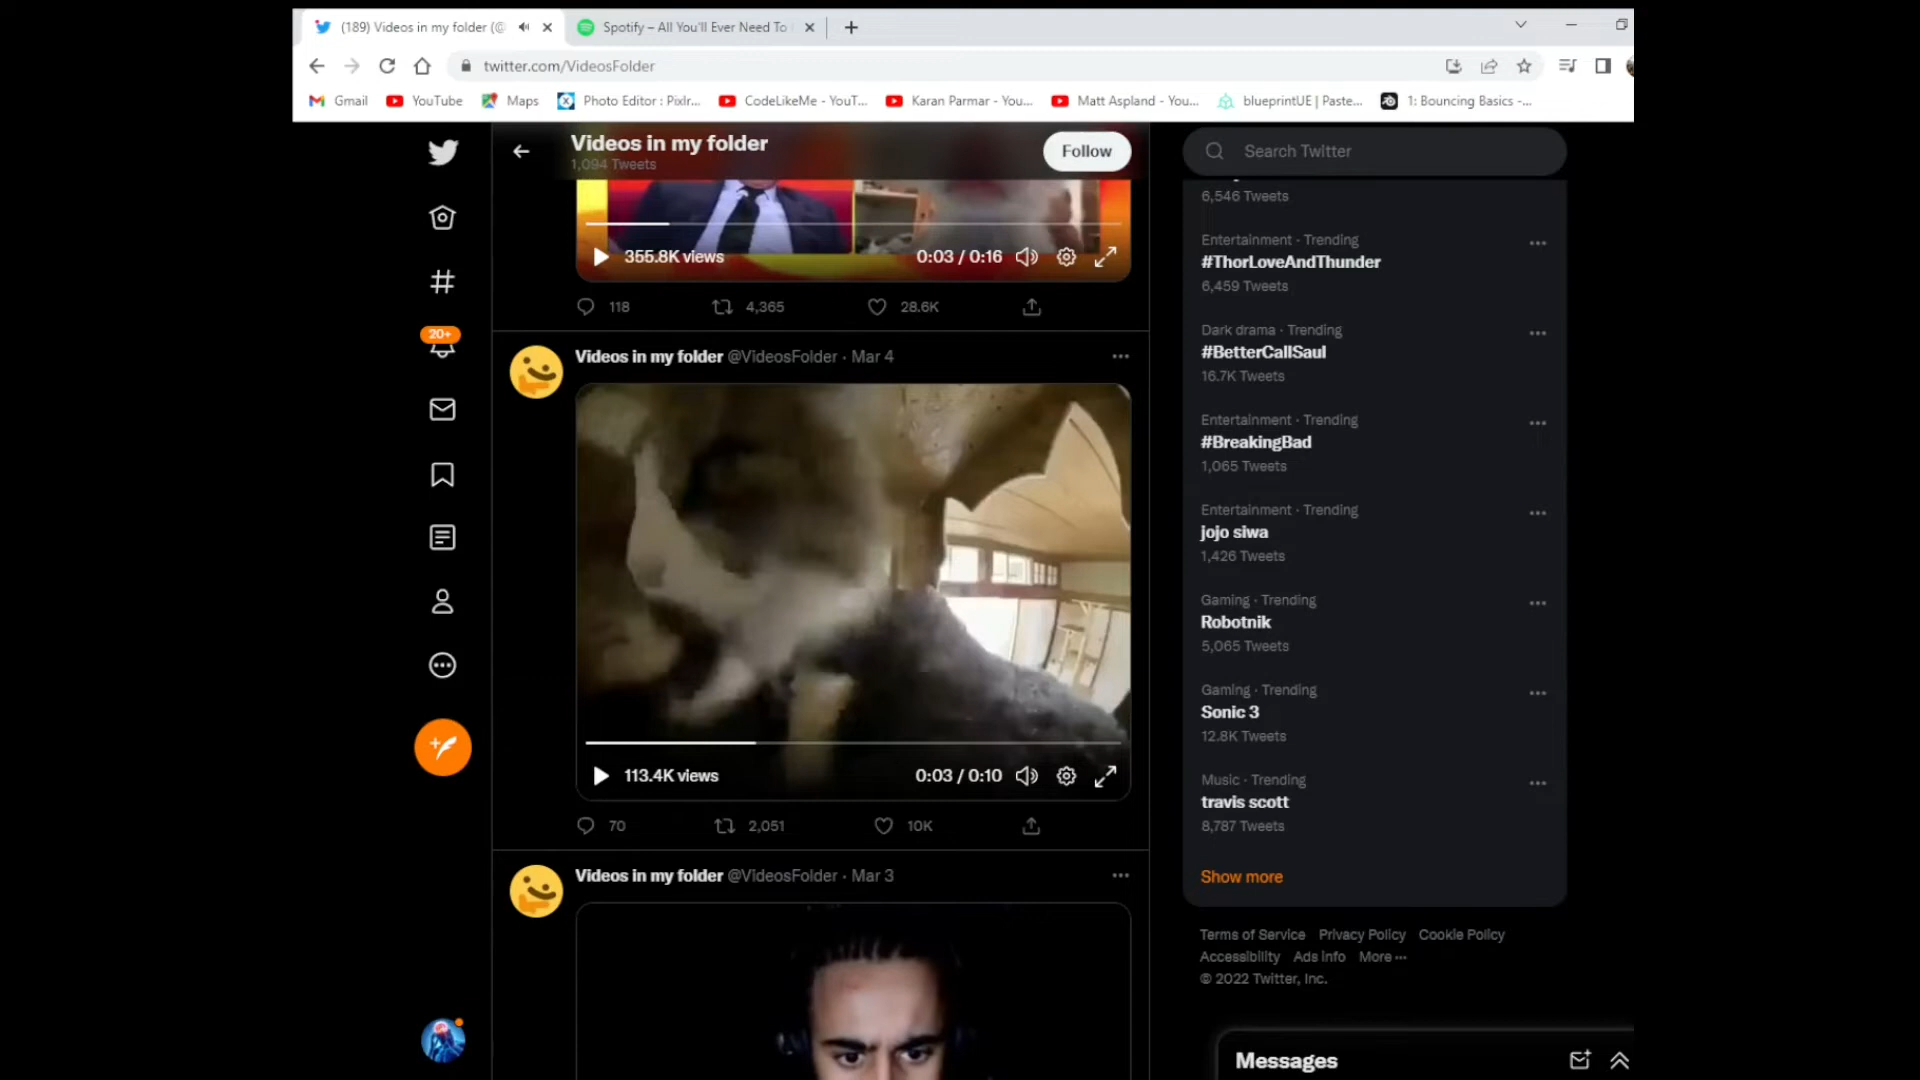 (189) Videos in my folder (@
Spotify – All You'll Ever Need To
twitter.com/VideosFolder
Gmail
YouTube
Maps
Photo Editor : Pixlr...
CodeLikeMe - YouT...
Karan Parmar - You...
Matt Aspland - You...
blueprintUE | Paste...
1: Bouncing Basics -...
Videos in my folder
1,094 Tweets
Follow
355.8K views
0:03 / 0:16
118
4,365
28.6K
20+
Videos in my folder @VideosFolder · Mar 4
113.4K views
0:03 / 0:10
70
2,051
10K
Videos in my folder @VideosFolder · Mar 3
Search Twitter
6,546 Tweets
Entertainment · Trending
#ThorLoveAndThunder
6,459 Tweets
Dark drama · Trending
#BetterCallSaul
16.7K Tweets
Entertainment · Trending
#BreakingBad
1,065 Tweets
Entertainment · Trending
jojo siwa
1,426 Tweets
Gaming · Trending
Robotnik
5,065 Tweets
Gaming · Trending
Sonic 3
12.8K Tweets
Music · Trending
travis scott
8,787 Tweets
Show more
Terms of Service Privacy Policy Cookie Policy
Accessibility Ads info More ···
© 2022 Twitter, Inc.
Messages